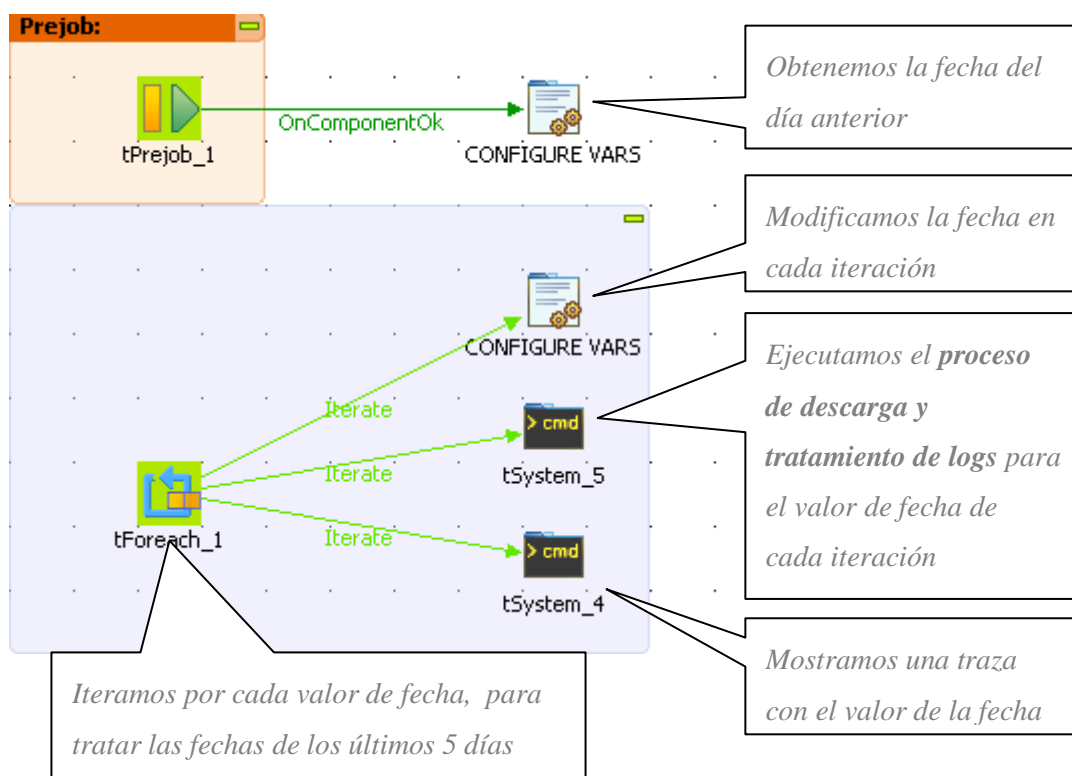 Prejob:
OnComponentOk
tPrejob_1
CONFIGURE VARS
Obtenemos la fecha del
día anterior
Modificamos la fecha en
cada iteración
CONFIGURE VARS
Iterate
> cmd
tSystem_5
Iterate
Ejecutamos el proceso
de descarga y
tratamiento de logs para
el valor de fecha de
cada iteración
tForeach_1
Iterate
> cmd
tSystem_4
Mostramos una traza
con el valor de la fecha
Iteramos por cada valor de fecha, para
tratar las fechas de los últimos 5 días